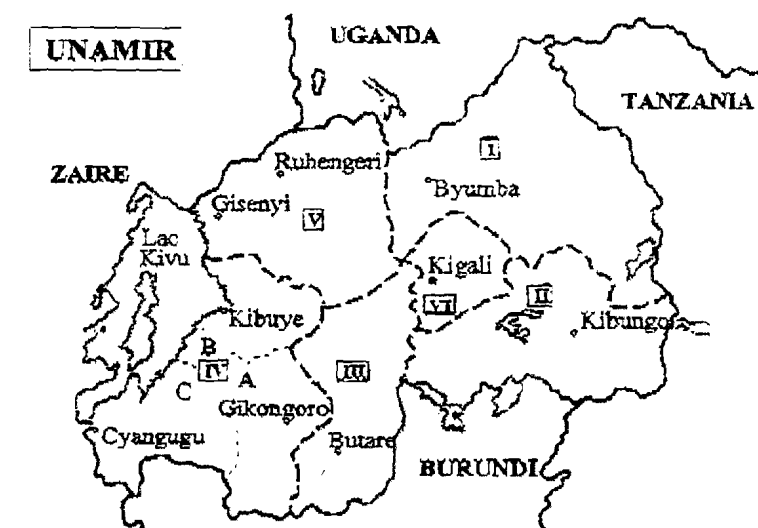 UNAMIR
UGANDA
TANZANIA
I
Ruhengeri
ZAIRE
Byumba
Gisenyi
V
Lac
Kivu
Kigali
VI
II
Kibuye
Kibungo
B
IV
A
III
C
Gikongoro
Cyangugu
Butare
BURUNDI